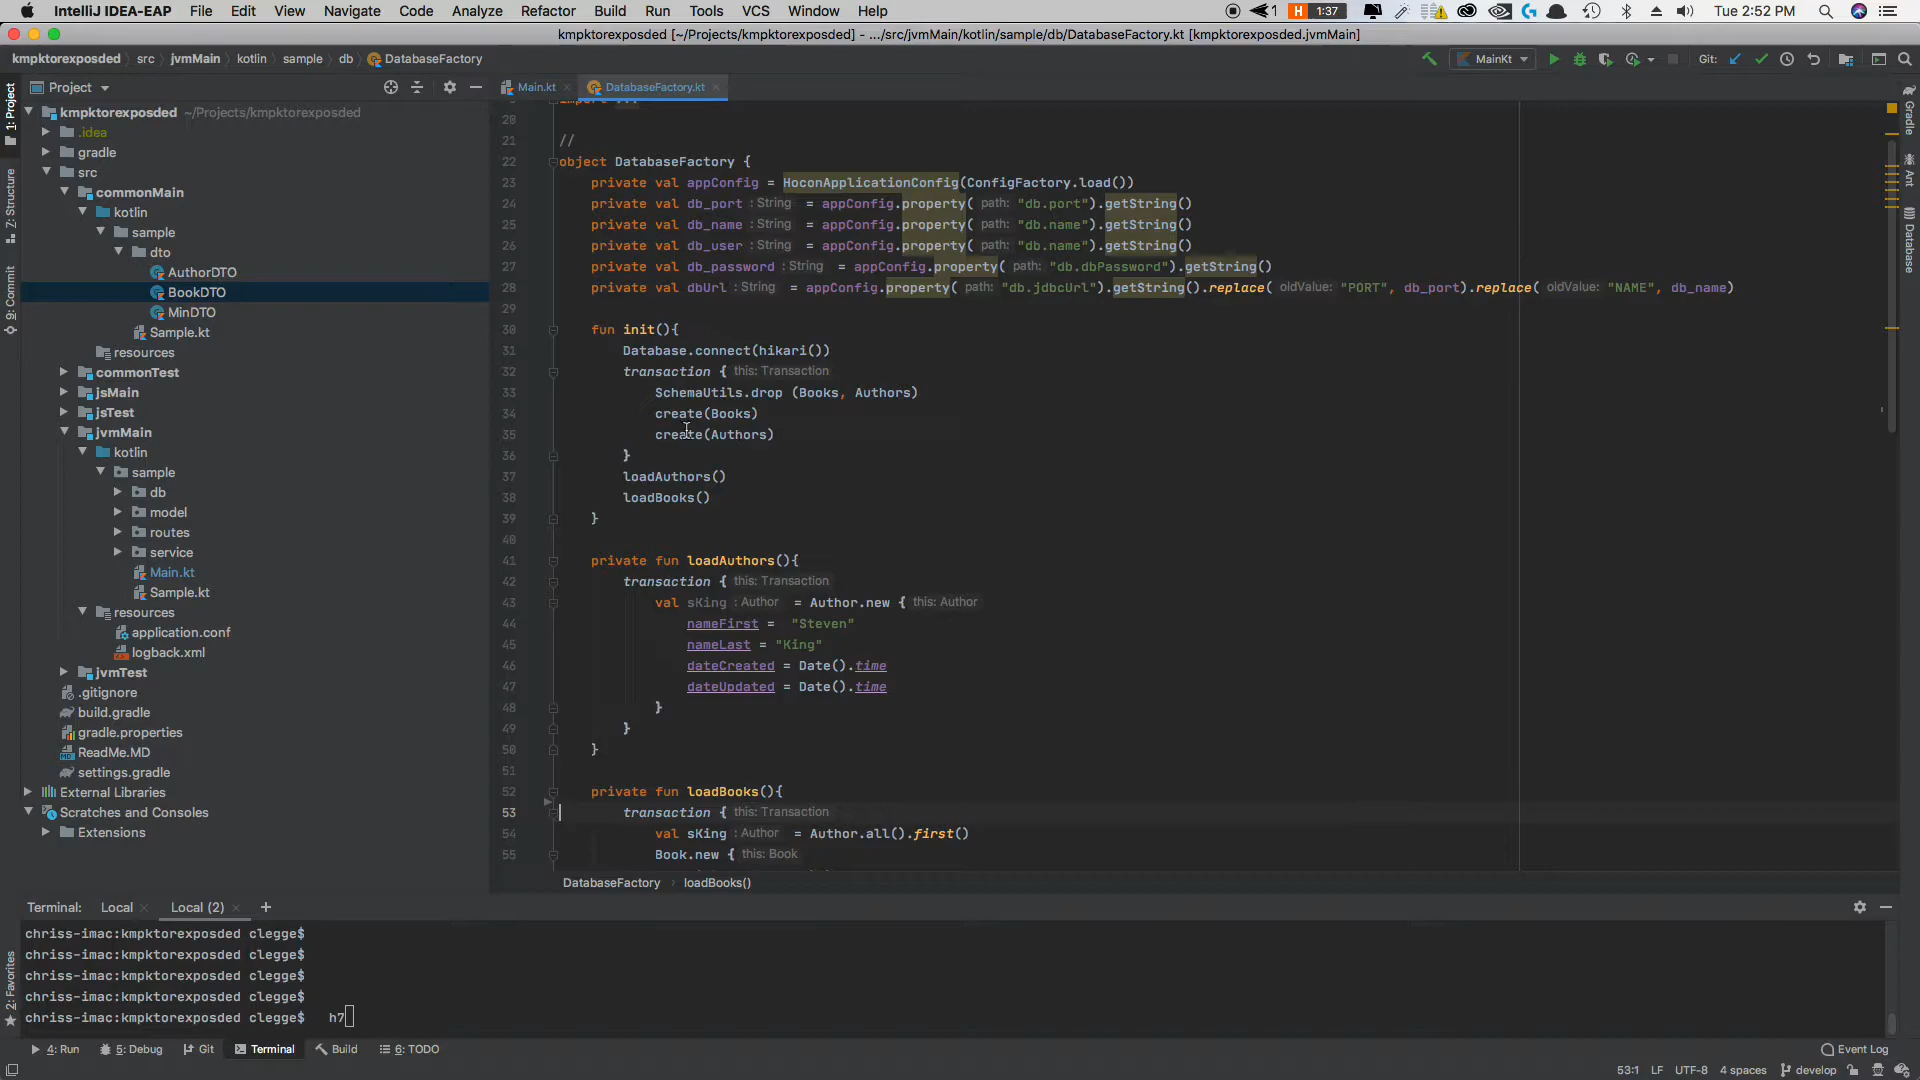 IntelliJ IDEA-EAP File Edit View Navigate Code Analyze Refactor Build Run Tools VCS Window Help 1 H 1:37 Tue 2:52 PM
kmpktorexposded [~/Projects/kmpktorexposded] – .../src/jvmMain/kotlin/sample/db/DatabaseFactory.kt [kmpktorexposded.jvmMain]
kmpktorexposded src jvmMain kotlin sample db DatabaseFactory MainKt Git:
Project
Main.kt DatabaseFactory.kt
1: Project
Z: Structure
9: Commit
2: Favorites
Gradle
Ant
Database
kmpktorexposded ~/Projects/kmpktorexposded
.idea
gradle
src
commonMain
kotlin
sample
dto
AuthorDTO
BookDTO
MinDTO
Sample.kt
resources
commonTest
jsMain
jsTest
jvmMain
kotlin
sample
db
model
routes
service
Main.kt
Sample.kt
resources
application.conf
logback.xml
jvmTest
.gitignore
build.gradle
gradle.properties
ReadMe.MD
settings.gradle
External Libraries
Scratches and Consoles
Extensions
import ...
20
21 //
22 object DatabaseFactory {
23 private val appConfig = HoconApplicationConfig(ConfigFactory.load())
24 private val db_port : String = appConfig.property( path: "db.port").getString()
25 private val db_name : String = appConfig.property( path: "db.name").getString()
26 private val db_user : String = appConfig.property( path: "db.name").getString()
27 private val db_password : String = appConfig.property( path: "db.dbPassword").getString()
28 private val dbUrl : String = appConfig.property( path: "db.jdbcUrl").getString().replace( oldValue: "PORT", db_port).replace( oldValue: "NAME", db_name)
29
30 fun init(){
31 Database.connect(hikari())
32 transaction { this: Transaction
33 SchemaUtils.drop (Books, Authors)
34 create(Books)
35 create(Authors)
36 }
37 loadAuthors()
38 loadBooks()
39 }
40
41 private fun loadAuthors(){
42 transaction { this: Transaction
43 val sKing : Author = Author.new { this: Author
44 nameFirst = "Steven"
45 nameLast = "King"
46 dateCreated = Date().time
47 dateUpdated = Date().time
48 }
49 }
50 }
51
52 private fun loadBooks(){
53 transaction { this: Transaction
54 val sKing : Author = Author.all().first()
55 Book.new { this: Book
DatabaseFactory loadBooks()
Terminal: Local Local (2) +
chriss-imac:kmpktorexposded clegge$
chriss-imac:kmpktorexposded clegge$
chriss-imac:kmpktorexposded clegge$
chriss-imac:kmpktorexposded clegge$
chriss-imac:kmpktorexposded clegge$ h7
4: Run 5: Debug Git Terminal Build 6: TODO Event Log
53:1 LF UTF-8 4 spaces develop